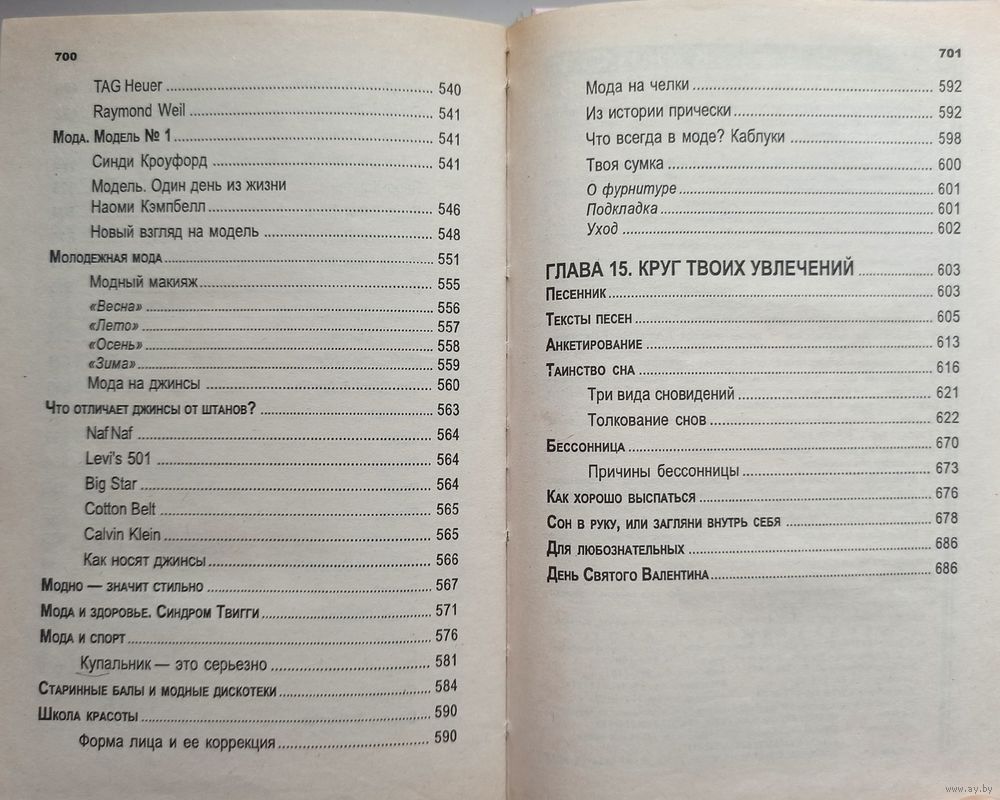 700
TAG Heuer 540
Raymond Weil 541
Мода. Модель № 1 541
Синди Кроуфорд 541
Модель. Один день из жизни
Наоми Кэмпбелл 546
Новый взгляд на модель 548
Молодежная мода 551
Модный макияж 555
«Весна» 556
«Лето» 557
«Осень» 558
«Зима» 559
Мода на джинсы 560
Что отличает джинсы от штанов? 563
Naf Naf 564
Levi's 501 564
Big Star 564
Cotton Belt 565
Calvin Klein 565
Как носят джинсы 566
Модно — значит стильно 567
Мода и здоровье. Синдром Твигги 571
Мода и спорт 576
Купальник — это серьезно 581
Старинные балы и модные дискотеки 584
Школа красоты 590
Форма лица и ее коррекция 590
701
Мода на челки 592
Из истории прически 592
Что всегда в моде? Каблуки 598
Твоя сумка 600
О фурнитуре 601
Подкладка 601
Уход 602
ГЛАВА 15. КРУГ ТВОИХ УВЛЕЧЕНИЙ 603
Песенник 603
Тексты песен 605
Анкетирование 613
Таинство сна 616
Три вида сновидений 621
Толкование снов 622
Бессонница 670
Причины бессонницы 673
Как хорошо выспаться 676
Сон в руку, или загляни внутрь себя 678
Для любознательных 686
День Святого Валентина 686
www.ay.by